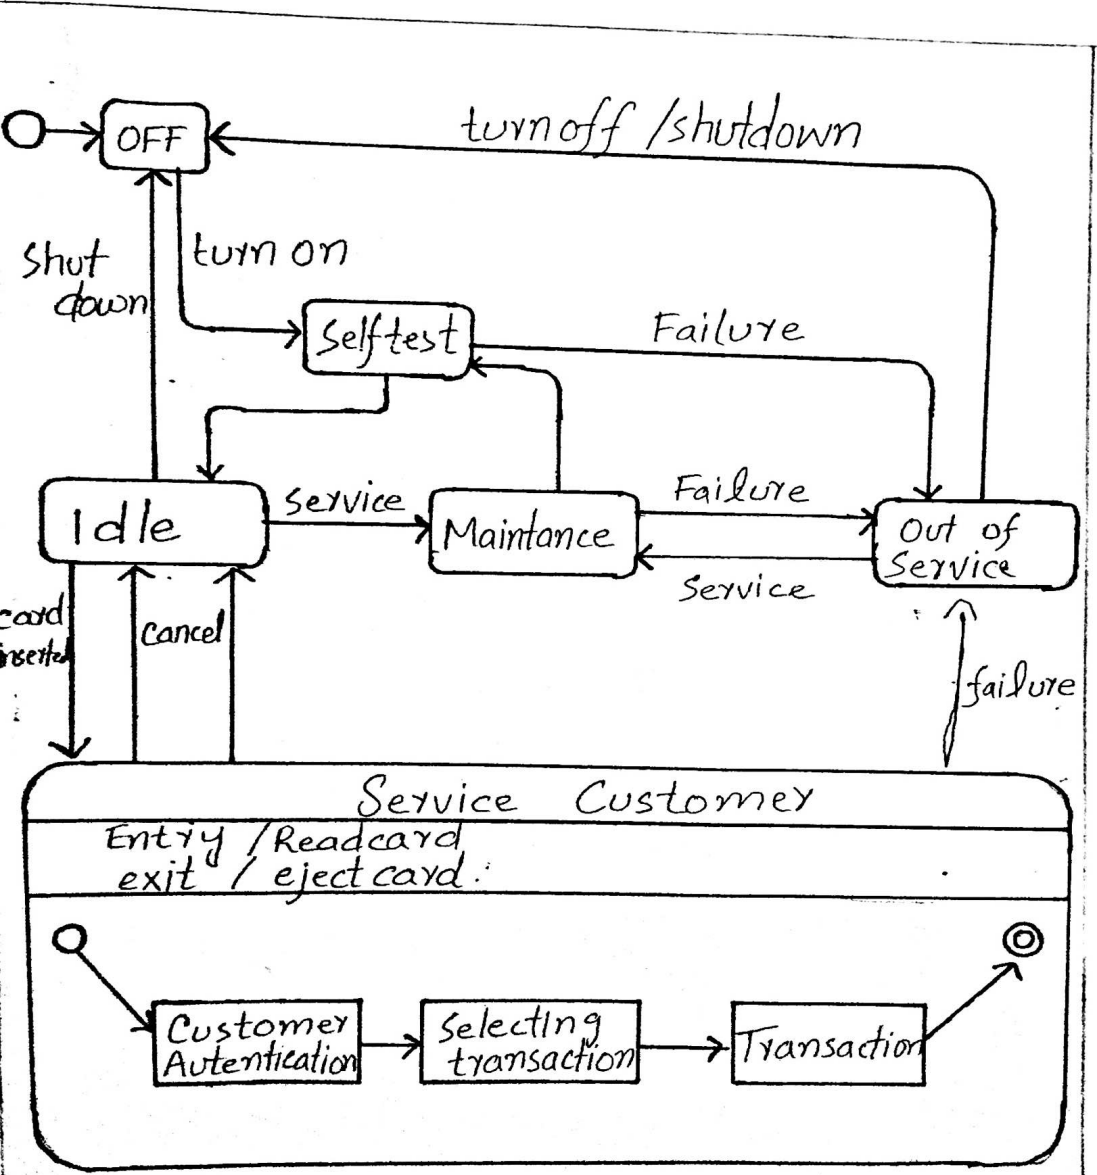 OFF
turnoff /shutdown
Shut
down
turn on
Selftest
Failure
Idle
Service
Maintance
Failure
Out of
Service
Service
card
inserted
Cancel
failure
Service Customer
Entry /Readcard
exit / eject card.
Customer
Autentication
Selecting
transaction
Transaction